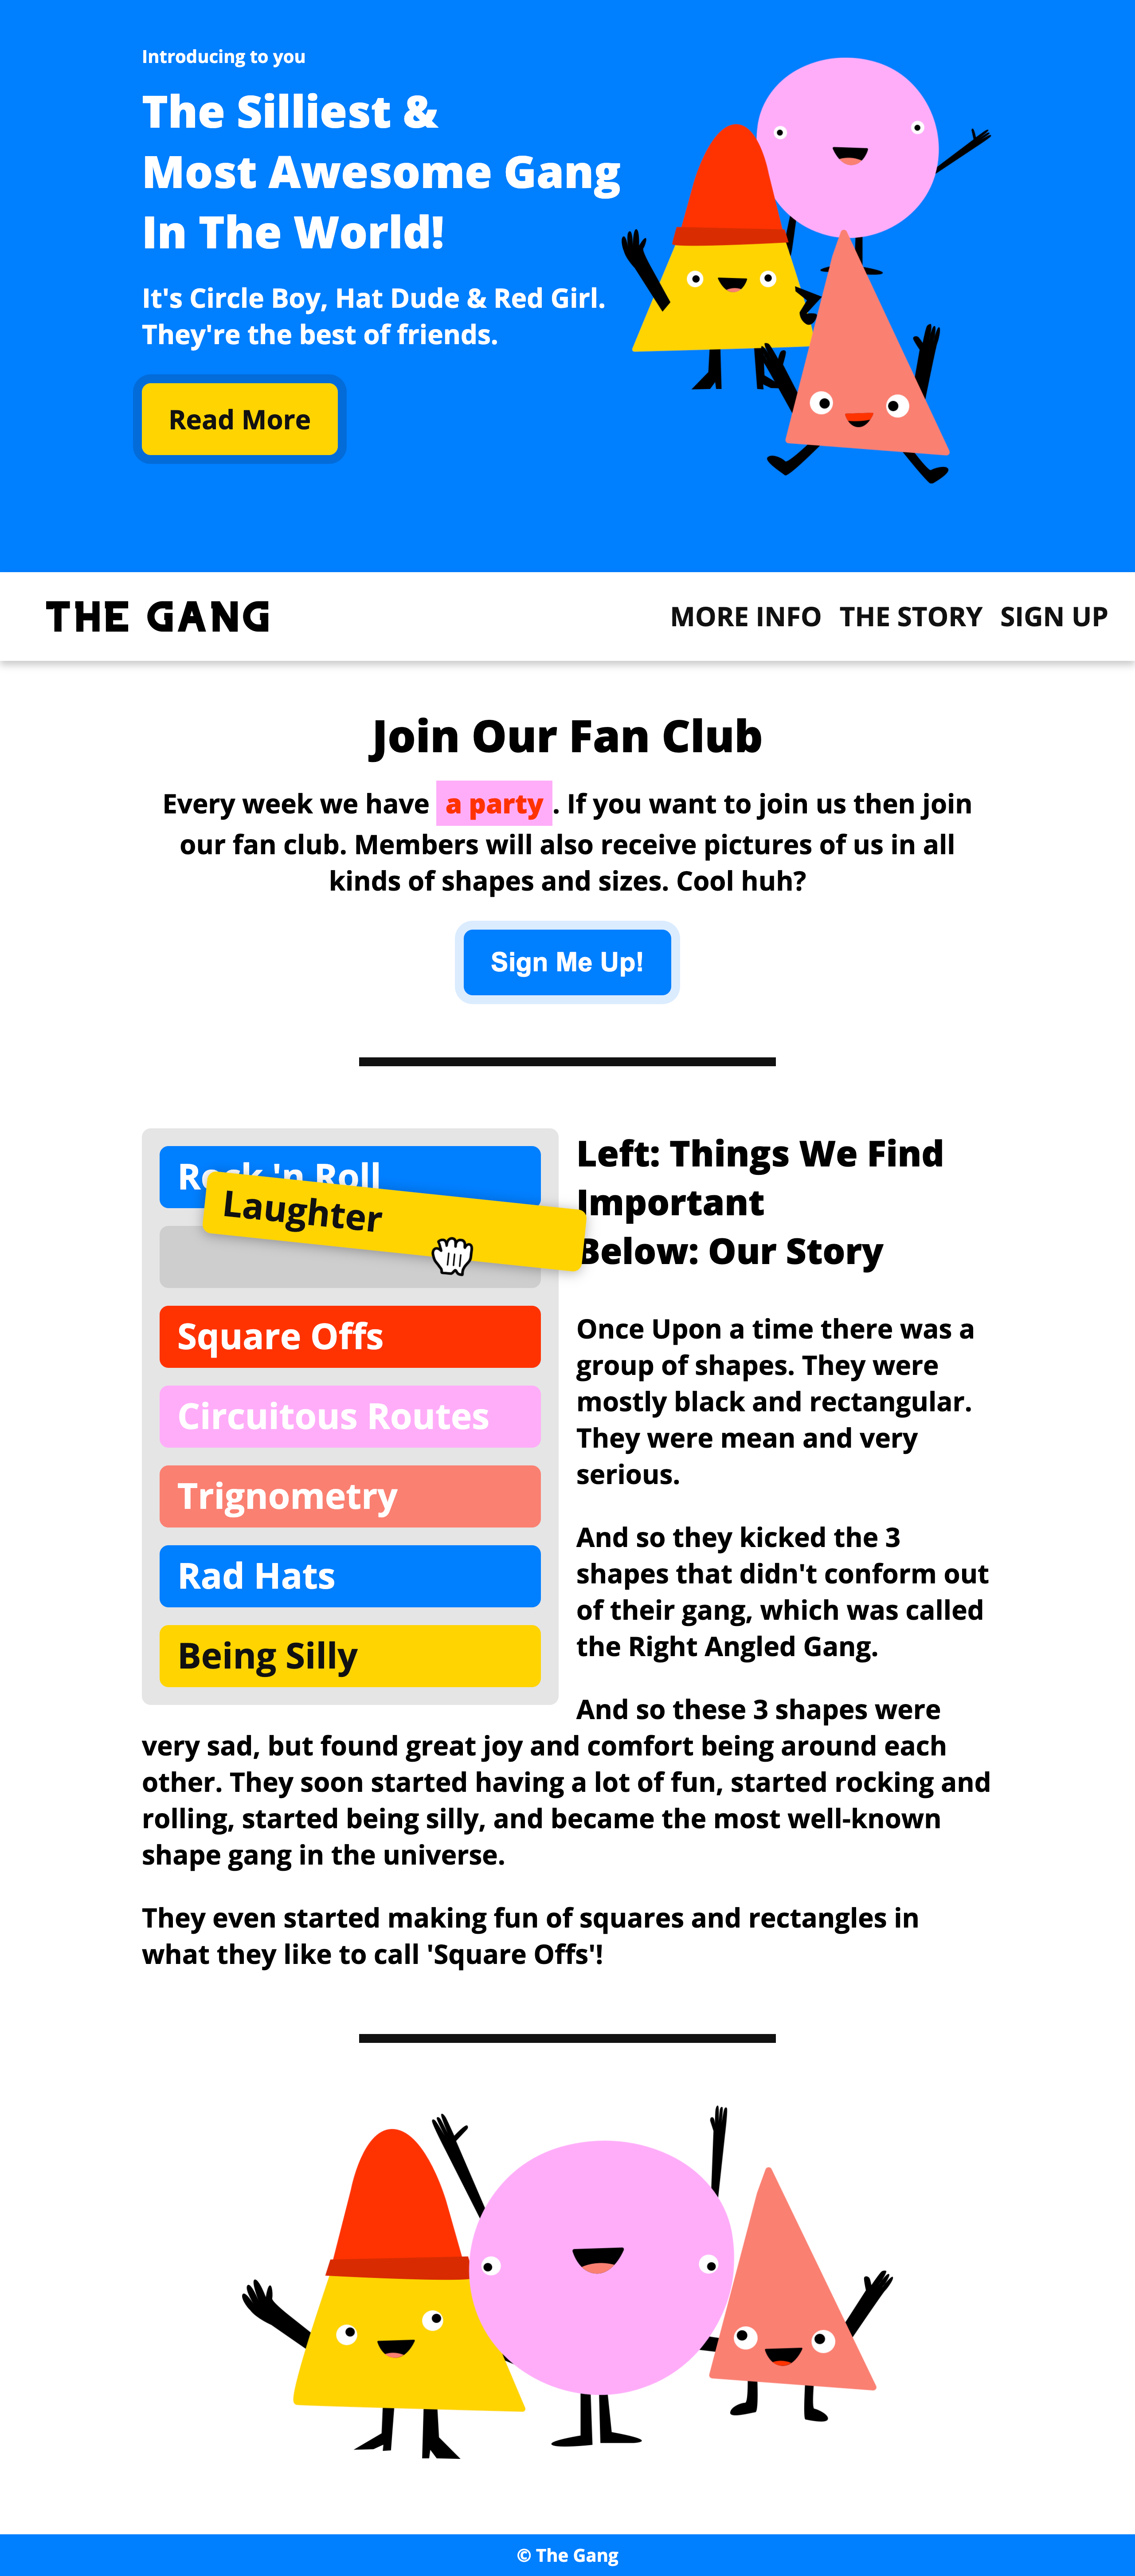 Introducing to you
The Silliest &
Most Awesome Gang
In The World!
It's Circle Boy, Hat Dude & Red Girl.
They're the best of friends.
Read More
THE GANG
MORE INFO THE STORY SIGN UP
Join Our Fan Club
Every week we have a party. If you want to join us then join
our fan club. Members will also receive pictures of us in all
kinds of shapes and sizes. Cool huh?
Sign Me Up!
Rock 'n Roll
Laughter
Square Offs
Circuitous Routes
Trignometry
Rad Hats
Being Silly
Left: Things We Find
Important
Below: Our Story
Once Upon a time there was a
group of shapes. They were
mostly black and rectangular.
They were mean and very
serious.
And so they kicked the 3
shapes that didn't conform out
of their gang, which was called
the Right Angled Gang.
And so these 3 shapes were
very sad, but found great joy and comfort being around each
other. They soon started having a lot of fun, started rocking and
rolling, started being silly, and became the most well-known
shape gang in the universe.
They even started making fun of squares and rectangles in
what they like to call 'Square Offs'!
© The Gang